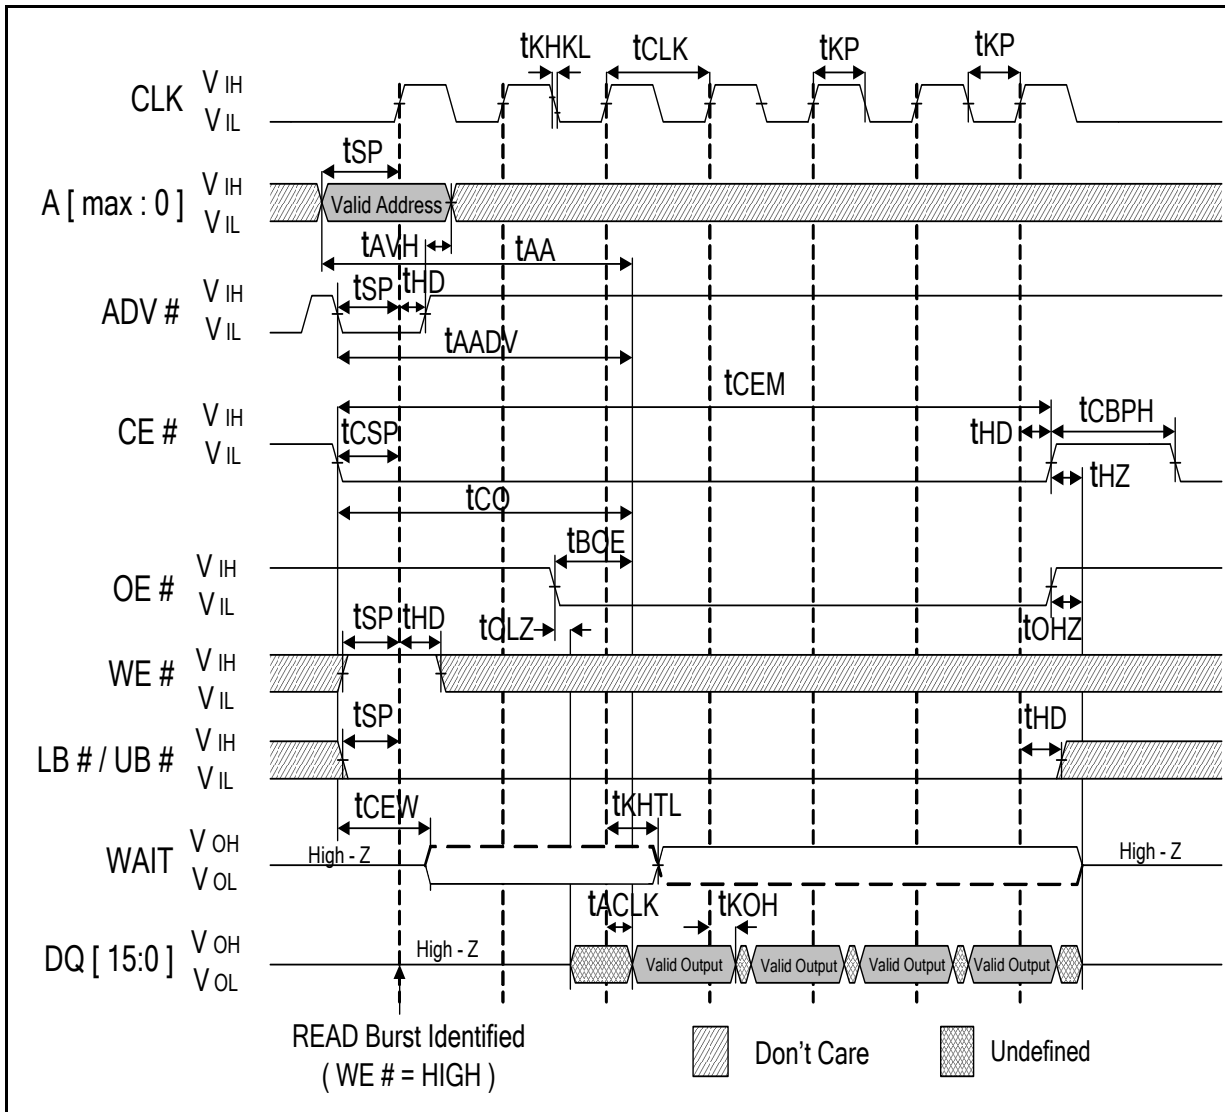 tKHKL tCLK tKP tKP
CLK V IH
V IL
tSP
A [ max : 0 ] V IH
V IL
Valid Address
tAVH tAA
ADV # V IH
V IL
tSP tHD
tAADV
tCEM
CE # V IH
V IL
tCSP tHD tCBPH
tHZ
tCO
tBOE
OE # V IH
V IL
tOLZ tOHZ
tSP tHD
WE # V IH
V IL
tSP tHD
LB # / UB # V IH
V IL
tCEW tKHTL
WAIT V OH
V OL
High - Z High - Z
tACLK tKOH
DQ [ 15:0 ] V OH
V OL
High - Z Valid Output Valid Output Valid Output Valid Output
READ Burst Identified
( WE # = HIGH )
Don't Care Undefined